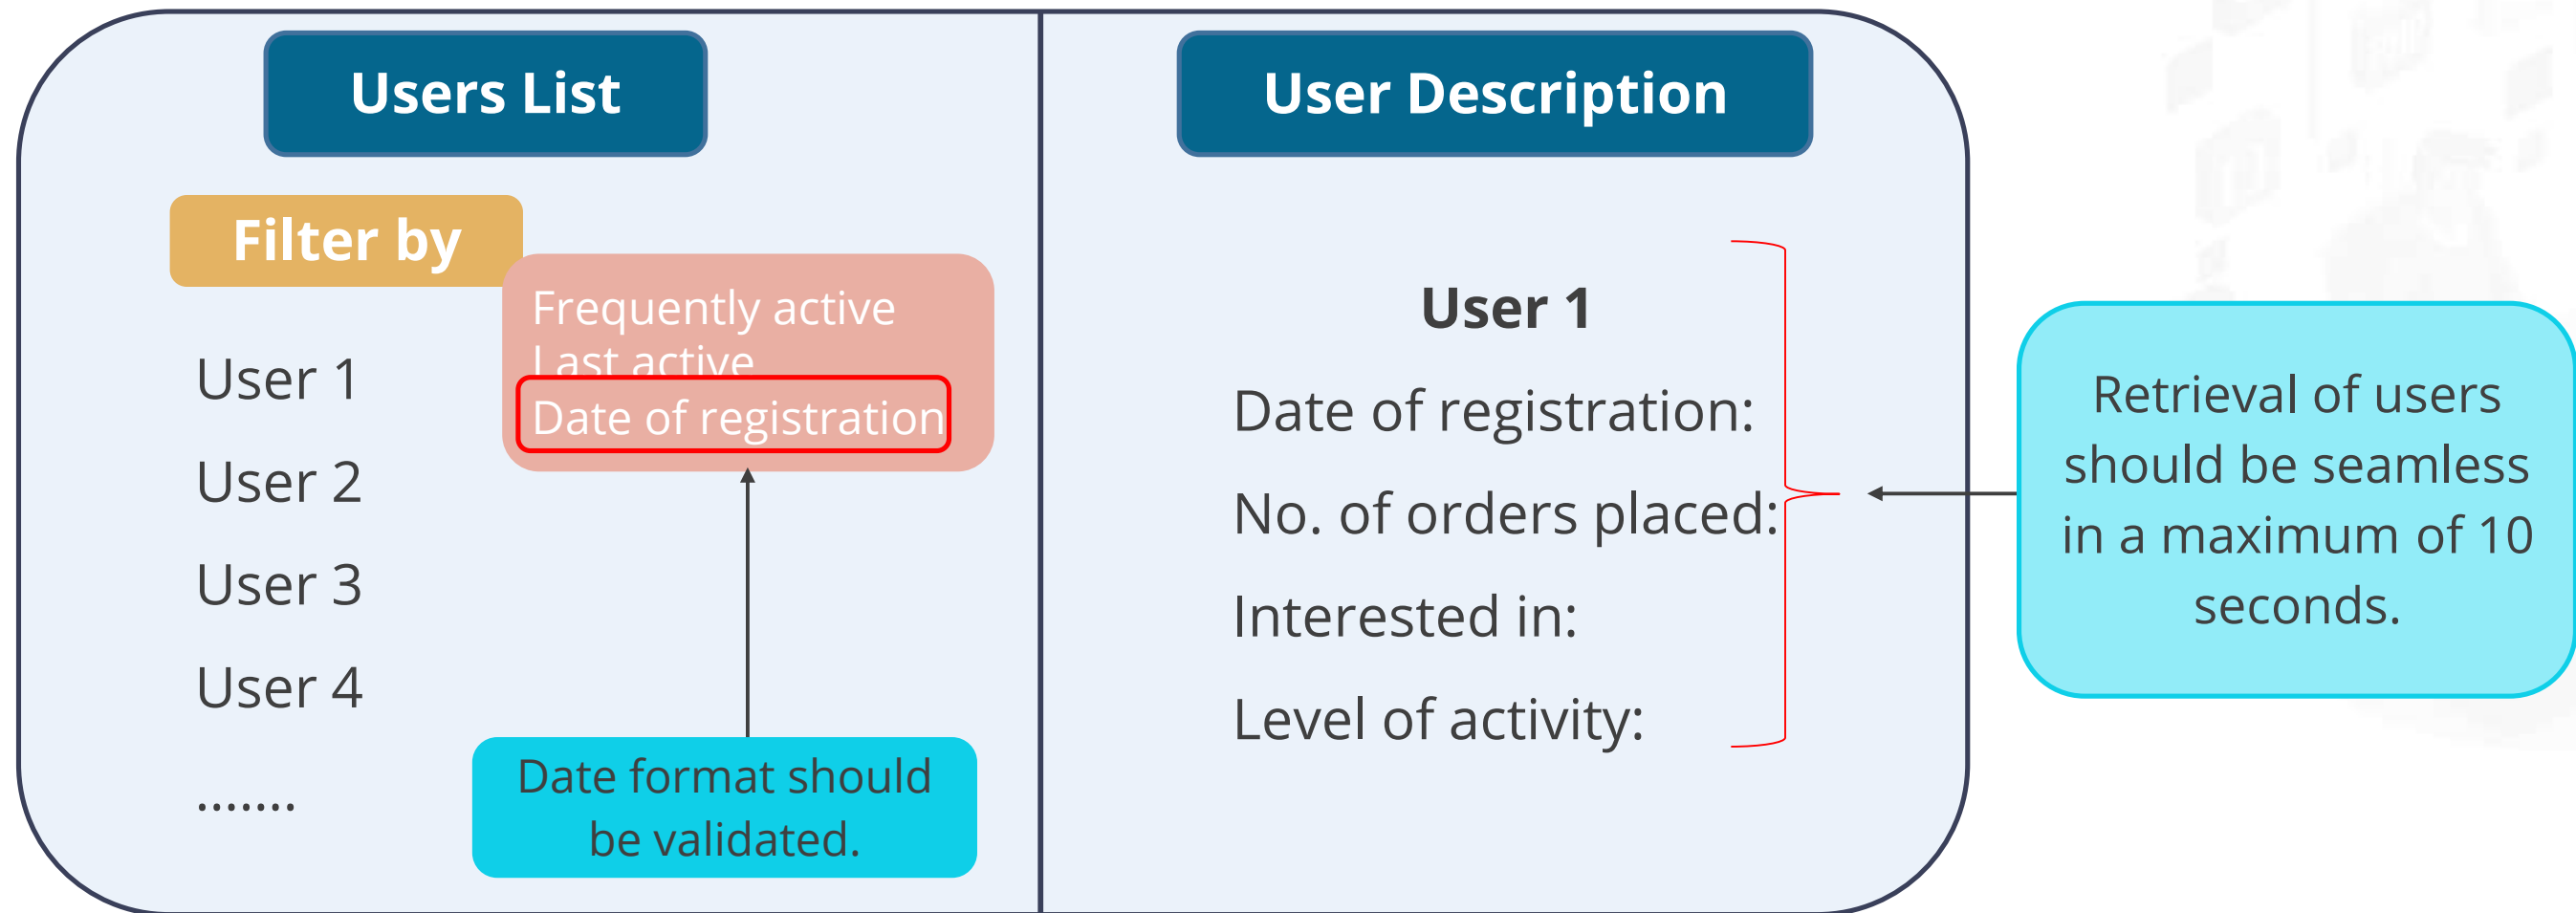 Users List
Filter by
Frequently active
Last active
Date of registration
User 1
User 2
User 3
User 4
.......
Date format should
be validated.
User Description
User 1
Date of registration:
No. of orders placed:
Interested in:
Level of activity:
Retrieval of users
should be seamless
in a maximum of 10
seconds.